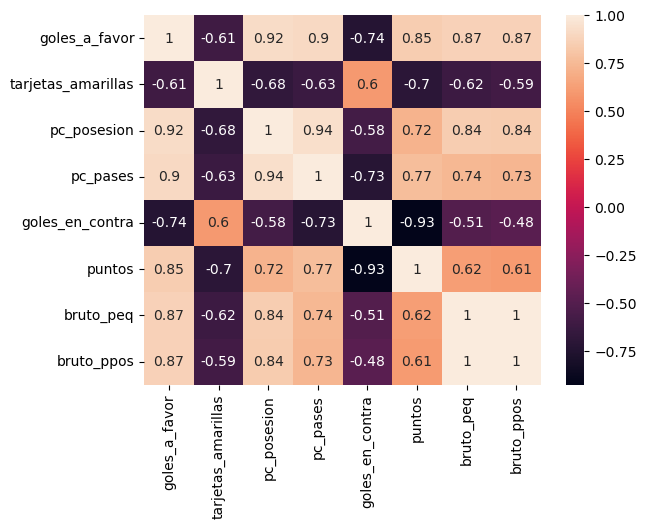 goles_a_favor 1 -0.61 0.92 0.9 -0.74 0.85 0.87 0.87
tarjetas_amarillas -0.61 1 -0.68 -0.63 0.6 -0.7 -0.62 -0.59
pc_posesion 0.92 -0.68 1 0.94 -0.58 0.72 0.84 0.84
pc_pases 0.9 -0.63 0.94 1 -0.73 0.77 0.74 0.73
goles_en_contra -0.74 0.6 -0.58 -0.73 1 -0.93 -0.51 -0.48
puntos 0.85 -0.7 0.72 0.77 -0.93 1 0.62 0.61
bruto_peq 0.87 -0.62 0.84 0.74 -0.51 0.62 1 1
bruto_ppos 0.87 -0.59 0.84 0.73 -0.48 0.61 1 1
goles_a_favor
tarjetas_amarillas
pc_posesion
pc_pases
goles_en_contra
puntos
bruto_peq
bruto_ppos
1.00
0.75
0.50
0.25
0.00
-0.25
-0.50
-0.75